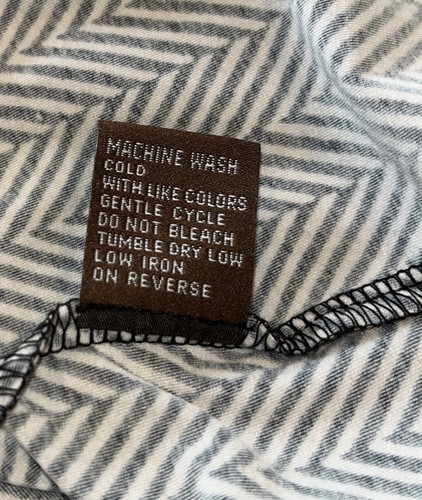 MACHINE WASH
COLD
WITH LIKE COLORS
GENTLE CYCLE
DO NOT BLEACH
TUMBLE DRY LOW
LOW IRON
ON REVERSE